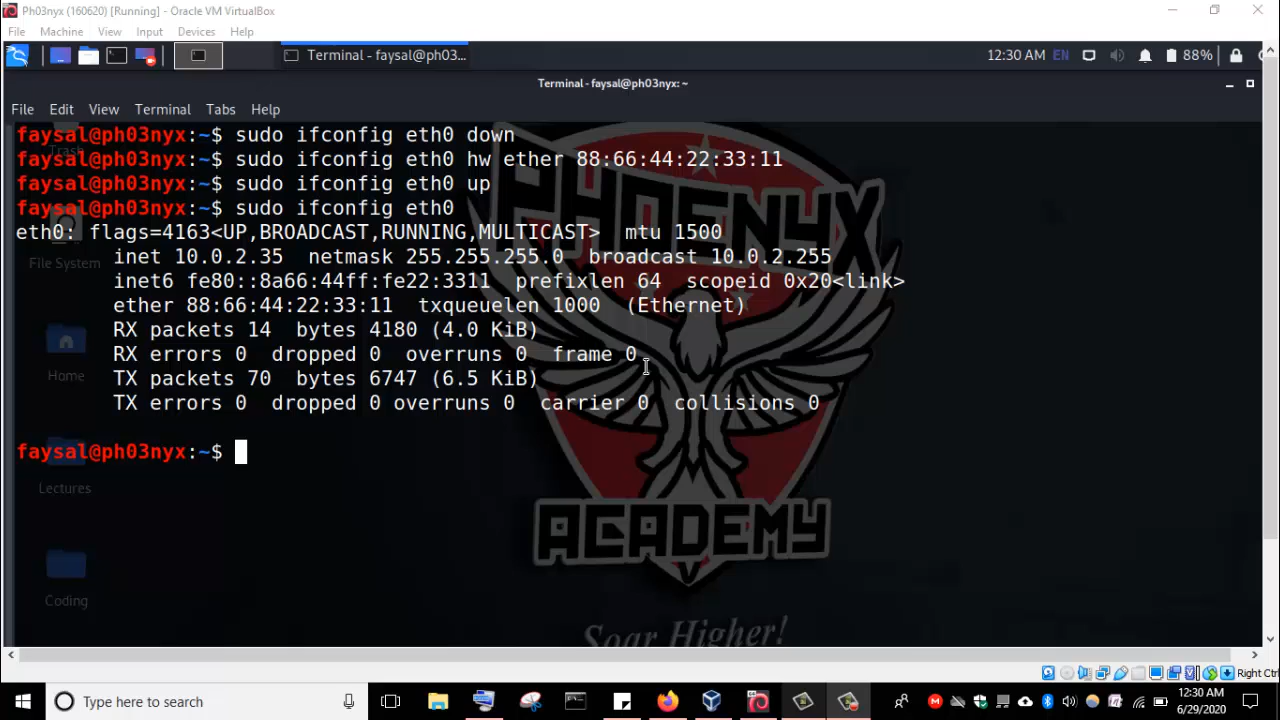 Ph03nyx (160620) [Running] - Oracle VM VirtualBox
File Machine View Input Devices Help
Terminal - faysal@ph03... 12:30 AM EN 88%
Terminal - faysal@ph03nyx: ~
File Edit View Terminal Tabs Help
faysal@ph03nyx:~$ sudo ifconfig eth0 down
faysal@ph03nyx:~$ sudo ifconfig eth0 hw ether 88:66:44:22:33:11
faysal@ph03nyx:~$ sudo ifconfig eth0 up
faysal@ph03nyx:~$ sudo ifconfig eth0
eth0: flags=4163<UP,BROADCAST,RUNNING,MULTICAST> mtu 1500
inet 10.0.2.35 netmask 255.255.255.0 broadcast 10.0.2.255
inet6 fe80::8a66:44ff:fe22:3311 prefixlen 64 scopeid 0x20<link>
ether 88:66:44:22:33:11 txqueuelen 1000 (Ethernet)
RX packets 14 bytes 4180 (4.0 KiB)
RX errors 0 dropped 0 overruns 0 frame 0
TX packets 70 bytes 6747 (6.5 KiB)
TX errors 0 dropped 0 overruns 0 carrier 0 collisions 0
faysal@ph03nyx:~$
Trash
File System
Home
Lectures
Coding
PHOENYX
ACADEMY
Soar Higher!
Right Ctrl
Type here to search
12:30 AM
6/29/2020